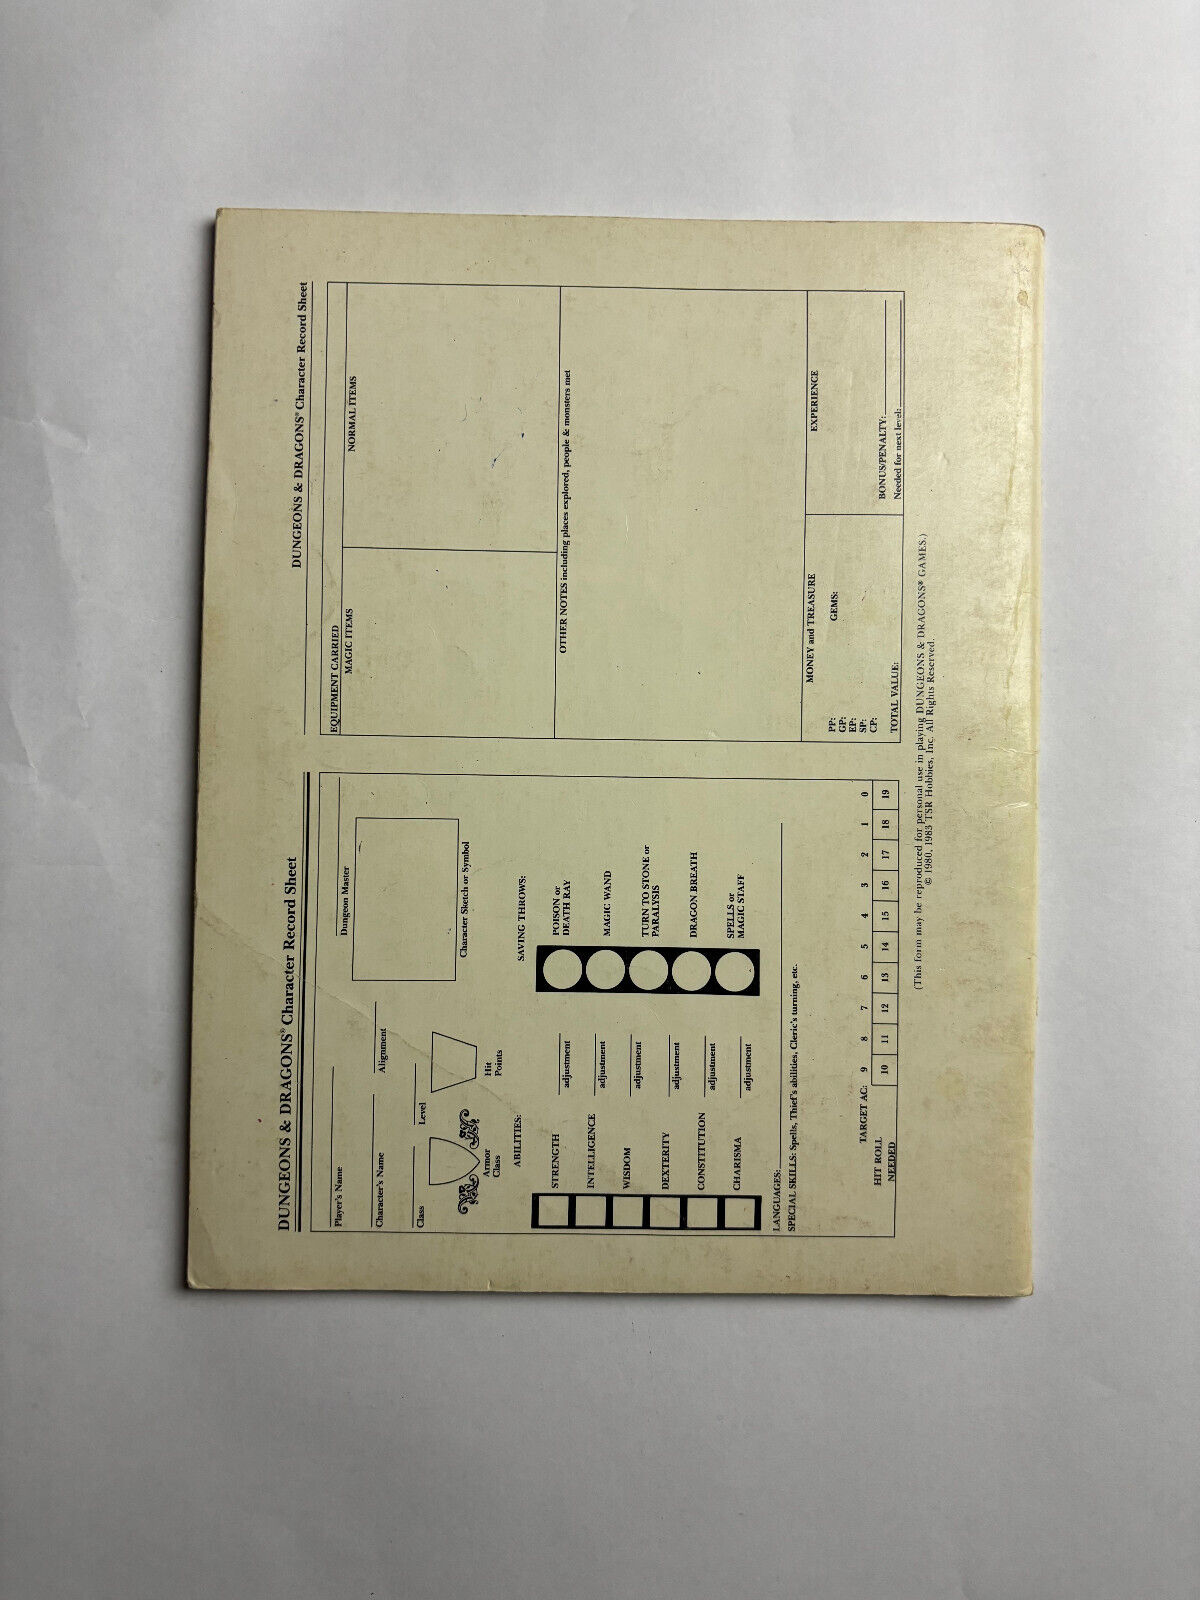 DUNGEONS & DRAGONS® Character Record Sheet
Player's Name
Dungeon Master
Character's Name
Alignment
Class
Level
Character Sketch or Symbol
Armor
Class
Hit
Points
ABILITIES:
SAVING THROWS:
STRENGTH
adjustment
POISON or
DEATH RAY
INTELLIGENCE
adjustment
MAGIC WAND
WISDOM
adjustment
TURN TO STONE or
PARALYSIS
DEXTERITY
adjustment
DRAGON BREATH
CONSTITUTION
adjustment
SPELLS or
MAGIC STAFF
CHARISMA
adjustment
LANGUAGES:
SPECIAL SKILLS: Spells, Thief's abilities, Cleric's turning, etc.
TARGET AC: 9 8 7 6 5 4 3 2 1 0
HIT ROLL
NEEDED
10 11 12 13 14 15 16 17 18 19
DUNGEONS & DRAGONS® Character Record Sheet
EQUIPMENT CARRIED
MAGIC ITEMS
NORMAL ITEMS
OTHER NOTES including places explored, people & monsters met
MONEY and TREASURE
PP:
GP:
EP:
SP:
CP:
GEMS:
TOTAL VALUE:
EXPERIENCE
BONUS/PENALTY:
Needed for next level:
(This form may be reproduced for personal use in playing DUNGEONS & DRAGONS® GAMES.)
© 1980, 1983 TSR Hobbies, Inc. All Rights Reserved.